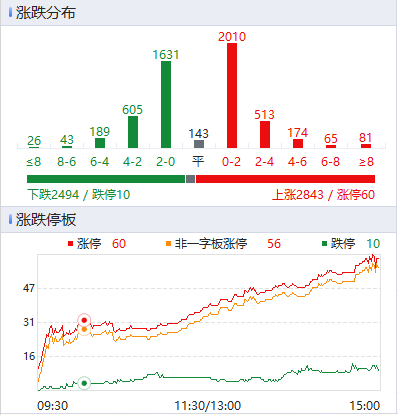 涨跌分布
26 43 189 605 1631 143 2010 513 174 65 81
≤8 8-6 6-4 4-2 2-0 平 0-2 2-4 4-6 6-8 ≥8
下跌2494 / 跌停10 上涨2843 / 涨停60
涨跌停板
涨停 60 非一字板涨停 56 跌停 10
47
31
16
09:30 11:30/13:00 15:00